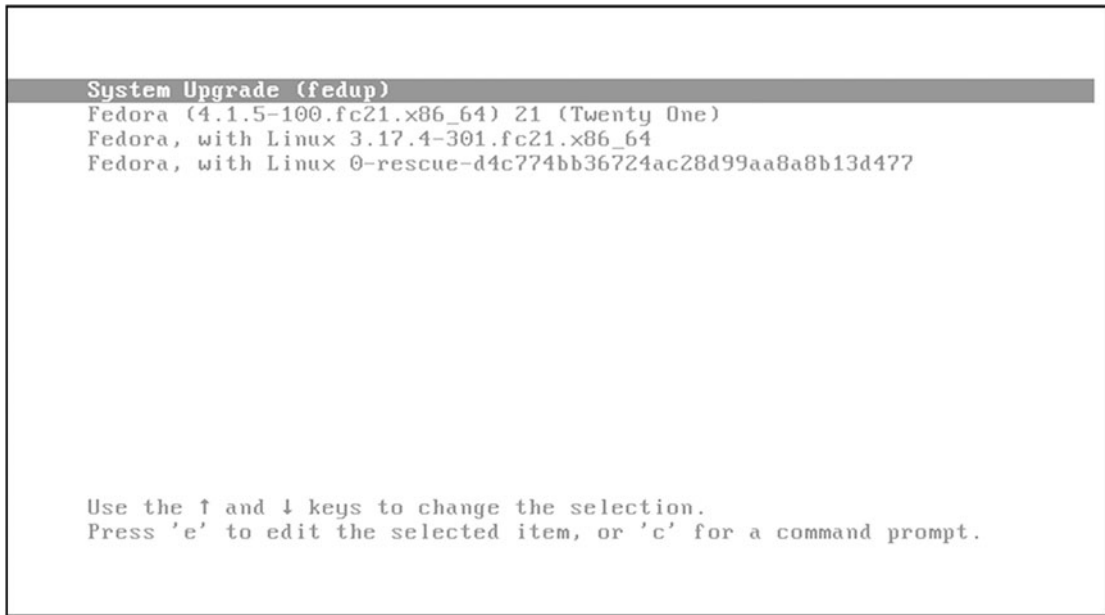 System Upgrade (fedup)
Fedora (4.1.5-100.fc21.x86_64) 21 (Twenty One)
Fedora, with Linux 3.17.4-301.fc21.x86_64
Fedora, with Linux 0-rescue-d4c774bb36724ac28d99aa8a8b13d477
Use the ↑ and ↓ keys to change the selection.
Press 'e' to edit the selected item, or 'c' for a command prompt.